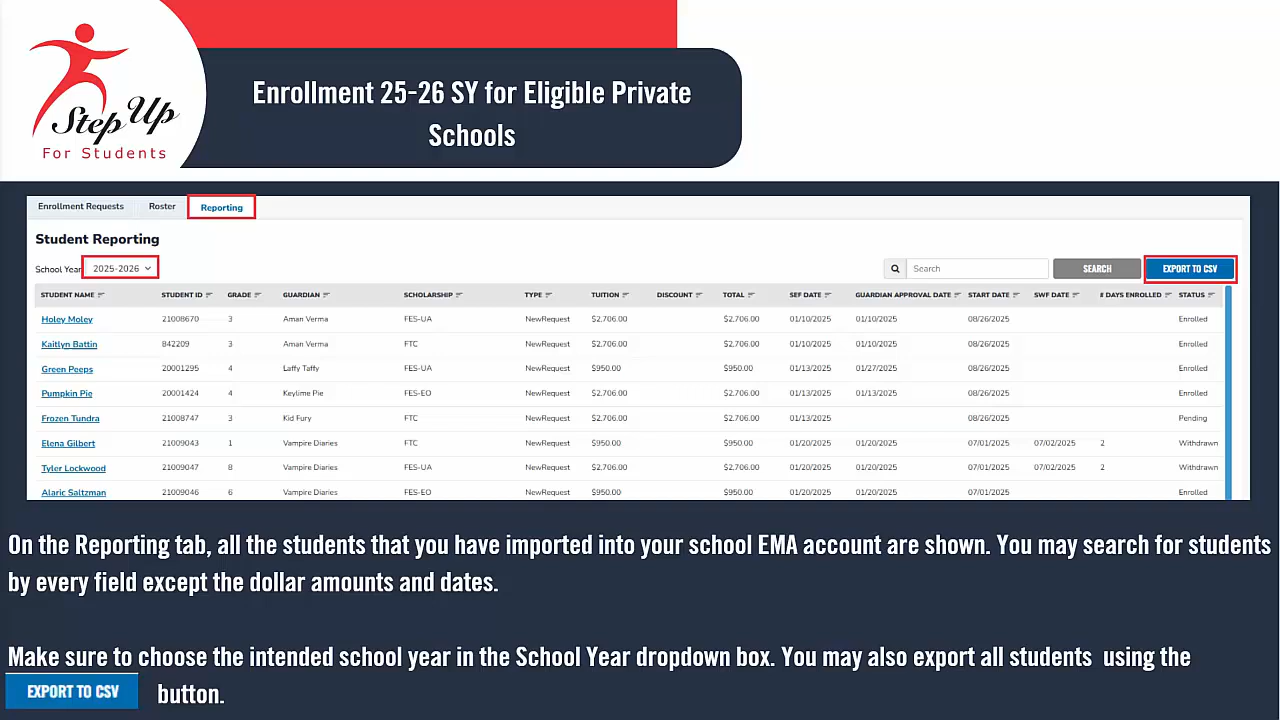 Step Up
For Students
Enrollment 25-26 SY for Eligible Private
Schools
Enrollment Requests Roster Reporting
Student Reporting
School Year 2025-2026 Search SEARCH EXPORT TO CSV
STUDENT NAME STUDENT ID GRADE GUARDIAN SCHOLARSHIP TYPE TUITION DISCOUNT TOTAL SEF DATE GUARDIAN APPROVAL DATE START DATE SWF DATE # DAYS ENROLLED STATUS
Holey Moley 21008670 3 Aman Verma FES-UA NewRequest $2,706.00 $2,706.00 01/10/2025 01/10/2025 08/26/2025 Enrolled
Kaitlyn Battin 842209 3 Aman Verma FTC NewRequest $2,706.00 $2,706.00 01/10/2025 01/10/2025 08/26/2025 Enrolled
Green Peeps 20001295 4 Laffy Taffy FES-UA NewRequest $950.00 $950.00 01/13/2025 01/27/2025 08/26/2025 Enrolled
Pumpkin Pie 20001424 4 Keylime Pie FES-EO NewRequest $2,706.00 $2,706.00 01/13/2025 01/13/2025 08/26/2025 Enrolled
Frozen Tundra 21008747 3 Kid Fury FTC NewRequest $2,706.00 $2,706.00 01/13/2025 08/26/2025 Pending
Elena Gilbert 21009043 1 Vampire Diaries FTC NewRequest $950.00 $950.00 01/20/2025 01/20/2025 07/01/2025 07/02/2025 2 Withdrawn
Tyler Lockwood 21009047 8 Vampire Diaries FES-UA NewRequest $2,706.00 $2,706.00 01/20/2025 01/20/2025 07/01/2025 07/02/2025 2 Withdrawn
Alaric Saltzman 21009046 6 Vampire Diaries FES-EO NewRequest $950.00 $950.00 01/20/2025 01/20/2025 07/01/2025 Enrolled
On the Reporting tab, all the students that you have imported into your school EMA account are shown. You may search for students
by every field except the dollar amounts and dates.
Make sure to choose the intended school year in the School Year dropdown box. You may also export all students using the
EXPORT TO CSV button.